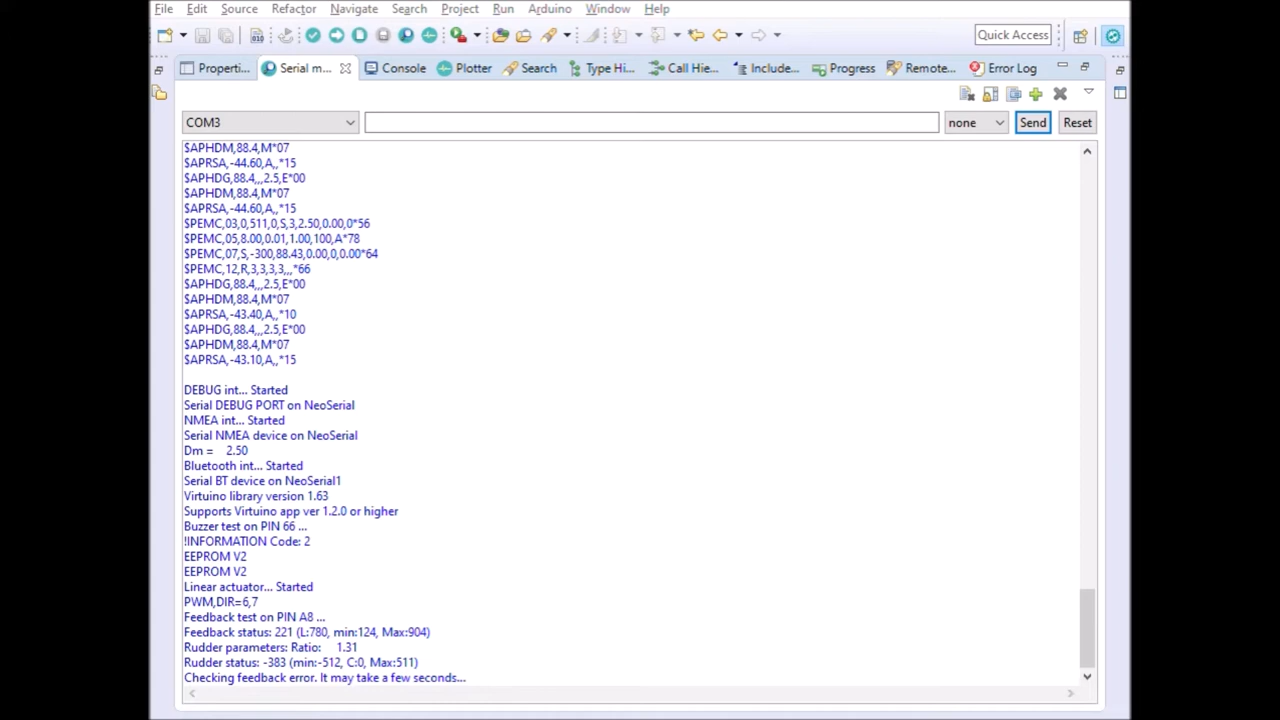 File Edit Source Refactor Navigate Search Project Run Arduino Window Help
Quick Access
Properti... Serial m... Console Plotter Search Type Hi... Call Hie... Include... Progress Remote... Error Log
COM3 none Send Reset
$APHDM,88.4,M*07
$APRSA,-44.60,A,,*15
$APHDG,88.4,,,2.5,E*00
$APHDM,88.4,M*07
$APRSA,-44.60,A,,*15
$PEMC,03,0,511,0,S,3,2.50,0.00,0*56
$PEMC,05,8.00,0.01,1.00,100,A*78
$PEMC,07,S,-300,88.43,0.00,0,0.00*64
$PEMC,12,R,3,3,3,3,,,*66
$APHDG,88.4,,,2.5,E*00
$APHDM,88.4,M*07
$APRSA,-43.40,A,,*10
$APHDG,88.4,,,2.5,E*00
$APHDM,88.4,M*07
$APRSA,-43.10,A,,*15
DEBUG int... Started
Serial DEBUG PORT on NeoSerial
NMEA int... Started
Serial NMEA device on NeoSerial
Dm = 2.50
Bluetooth int... Started
Serial BT device on NeoSerial1
Virtuino library version 1.63
Supports Virtuino app ver 1.2.0 or higher
Buzzer test on PIN 66 ...
!INFORMATION Code: 2
EEPROM V2
EEPROM V2
Linear actuator... Started
PWM,DIR=6,7
Feedback test on PIN A8 ...
Feedback status: 221 (L:780, min:124, Max:904)
Rudder parameters: Ratio: 1.31
Rudder status: -383 (min:-512, C:0, Max:511)
Checking feedback error. It may take a few seconds...